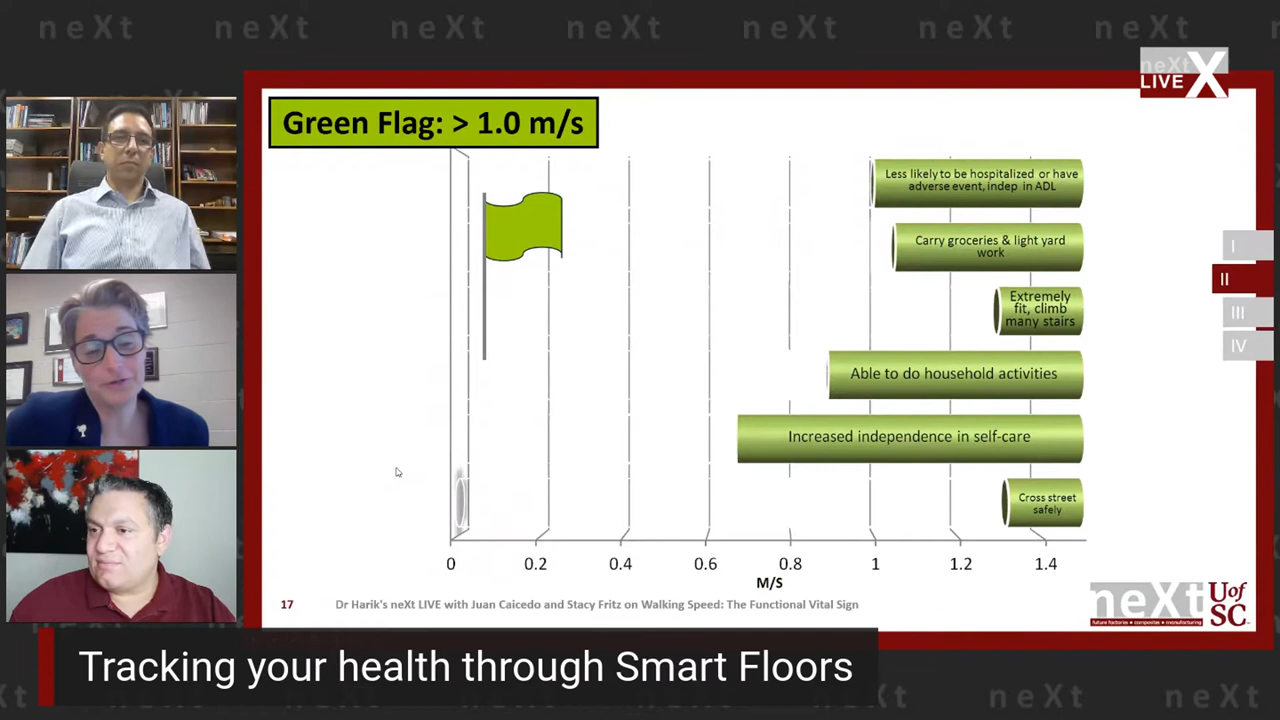 neXt neXt neXt neXt neXt neXt neXt neXt
neXt
LIVE X
Green Flag: > 1.0 m/s
Less likely to be hospitalized or have
adverse event, indep in ADL
Carry groceries & light yard
work
Extremely
fit, climb
many stairs
Able to do household activities
Increased independence in self-care
Cross street
safely
0 0.2 0.4 0.6 0.8 1 1.2 1.4
M/S
I
II
III
IV
17 Dr Harik's neXt LIVE with Juan Caicedo and Stacy Fritz on Walking Speed: The Functional Vital Sign
neXt
future factories • composites • manufacturing
Uof
SC
Tracking your health through Smart Floors
neXt neXt neXt